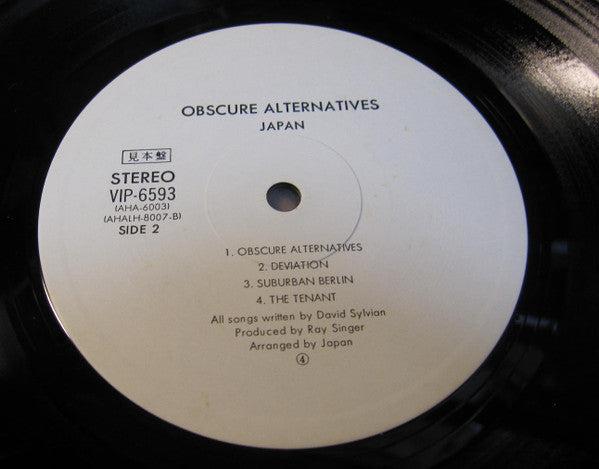 OBSCURE ALTERNATIVES
JAPAN
見本盤
STEREO
VIP-6593
(AHA-6003)
(AHALH-8007-B)
SIDE 2
1. OBSCURE ALTERNATIVES
2. DEVIATION
3. SUBURBAN BERLIN
4. THE TENANT
All songs written by David Sylvian
Produced by Ray Singer
Arranged by Japan
④